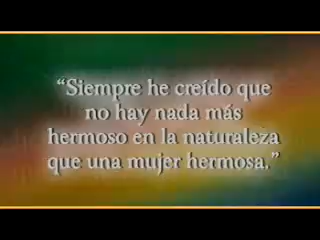 “Siempre he creído que
no hay nada más
hermoso en la naturaleza
que una mujer hermosa.”